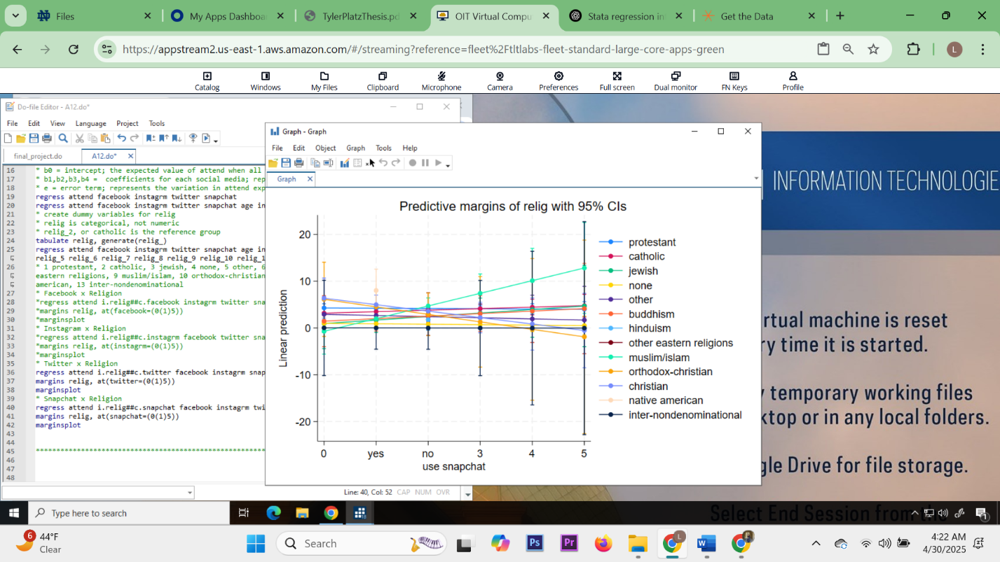 Files
My Apps Dashboa
TylerPlatzThesis.pd
OIT Virtual Compu
Stata regression in
Get the Data
https://appstream2.us-east-1.aws.amazon.com/#/streaming?reference=fleet%2Ftltlabs-fleet-standard-large-core-apps-green
L
Catalog
Windows
My Files
Clipboard
Microphone
Camera
Preferences
Full screen
Dual monitor
FN Keys
Profile
Do-file Editor - A12.do*
File Edit View Language Project Tools
final_project.do
A12.do*
16 * b0 = intercept; the expected value of attend when all
17 * b1,b2,b3,b4 = coefficients for each social media; rep
18 * e = error term; represents the variation in attend exp
19 regress attend facebook instagrm twitter snapchat
20 regress attend facebook instagrm twitter snapchat age in
21 * create dummy variables for relig
22 * relig is categorical, not numeric
23 * relig_2, or catholic is the reference group
24 tabulate relig, generate(relig_)
25 regress attend facebook instagrm twitter snapchat age in
relig_5 relig_6 relig_7 relig_8 relig_9 relig_10 relig_1
26 * 1 protestant, 2 catholic, 3 jewish, 4 none, 5 other, 6
eastern religions, 9 muslim/islam, 10 orthodox-christian
american, 13 inter-nondenominational
27 * Facebook x Religion
28 *regress attend i.relig##c.facebook instagrm twitter sna
29 *margins relig, at(facebook=(0(1)5))
30 *marginsplot
31 * Instagram x Religion
32 *regress attend i.relig##c.instagrm facebook twitter sna
33 *margins relig, at(instagrm=(0(1)5))
34 *marginsplot
35 * Twitter x Religion
36 regress attend i.relig##c.twitter facebook instagrm snap
37 margins relig, at(twitter=(0(1)5))
38 marginsplot
39 * Snapchat x Religion
40 regress attend i.relig##c.snapchat facebook instagrm twi
41 margins relig, at(snapchat=(0(1)5))
42 marginsplot
43
44
45 ****************************************************
46
47
48
Line: 40, Col: 52 CAP NUM OVR
Graph - Graph
File Edit Object Graph Tools Help
Graph
Predictive margins of relig with 95% CIs
Linear prediction
20
10
0
-10
-20
0 yes no 3 4 5
use snapchat
protestant
catholic
jewish
none
other
buddhism
hinduism
other eastern religions
muslim/islam
orthodox-christian
christian
native american
inter-nondenominational
INFORMATION TECHNOLOGIE
rtual machine is reset
ry time it is started.
y temporary working files
ktop or in any local folders.
gle Drive for file storage.
Select End Session from the
Type here to search
1
6
44°F
Clear
Search
Ps
Pr
L
4:22 AM
4/30/2025